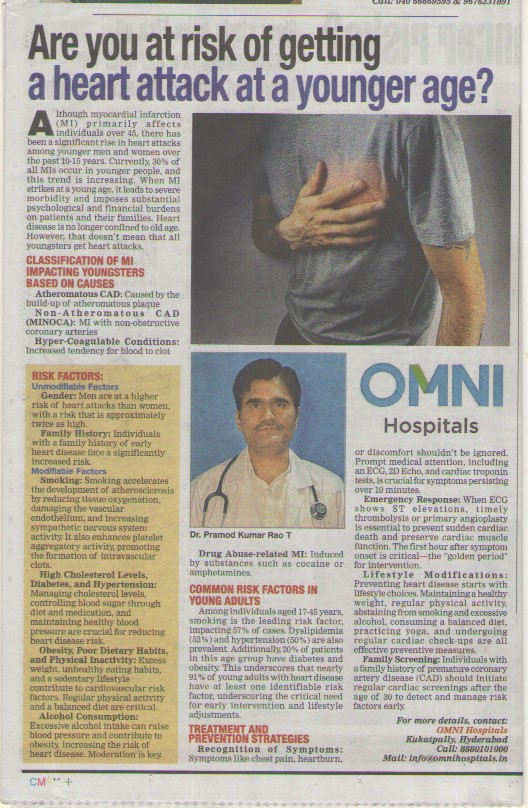 Call: 040 66669595 & 9676231891
Are you at risk of getting
a heart attack at a younger age?
Although myocardial infarction
(MI) primarily affects
individuals over 45, there has
been a significant rise in heart attacks
among younger men and women over
the past 10-15 years. Currently, 30% of
all MIs occur in younger people, and
this trend is increasing. When MI
strikes at a young age, it leads to severe
morbidity and imposes substantial
psychological and financial burdens
on patients and their families. Heart
disease is no longer confined to old age.
However, that doesn't mean that all
youngsters get heart attacks.
CLASSIFICATION OF MI
IMPACTING YOUNGSTERS
BASED ON CAUSES
Atheromatous CAD: Caused by the
build-up of atheromatous plaque
Non-Atheromatous CAD
(MINOCA): MI with non-obstructive
coronary arteries
Hyper-Coagulable Conditions:
Increased tendency for blood to clot
RISK FACTORS:
Unmodifiable Factors
Gender: Men are at a higher
risk of heart attacks than women,
with a risk that is approximately
twice as high.
Family History: Individuals
with a family history of early
heart disease face a significantly
increased risk.
Modifiable Factors
Smoking: Smoking accelerates
the development of atherosclerosis
by reducing tissue oxygenation,
damaging the vascular
endothelium, and increasing
sympathetic nervous system
activity. It also enhances platelet
aggregatory activity, promoting
the formation of intravascular
clots.
High Cholesterol Levels,
Diabetes, and Hypertension:
Managing cholesterol levels,
controlling blood sugar through
diet and medication, and
maintaining healthy blood
pressure are crucial for reducing
heart disease risk.
Obesity, Poor Dietary Habits,
and Physical Inactivity: Excess
weight, unhealthy eating habits,
and a sedentary lifestyle
contribute to cardiovascular risk
factors. Regular physical activity
and a balanced diet are critical.
Alcohol Consumption:
Excessive alcohol intake can raise
blood pressure and contribute to
obesity, increasing the risk of
heart disease. Moderation is key.
Dr. Pramod Kumar Rao T
Drug Abuse-related MI: Induced
by substances such as cocaine or
amphetamines.
COMMON RISK FACTORS IN
YOUNG ADULTS
Among individuals aged 17-45 years,
smoking is the leading risk factor,
impacting 57% of cases. Dyslipidemia
(52%) and hypertension (50%) are also
prevalent. Additionally, 20% of patients
in this age group have diabetes and
obesity. This underscores that nearly
91% of young adults with heart disease
have at least one identifiable risk
factor, underscoring the critical need
for early intervention and lifestyle
adjustments.
TREATMENT AND
PREVENTION STRATEGIES
Recognition of Symptoms:
Symptoms like chest pain, heartburn,
OMNI
Hospitals
or discomfort shouldn't be ignored.
Prompt medical attention, including
an ECG, 2D Echo, and cardiac troponin
tests, is crucial for symptoms persisting
over 10 minutes.
Emergency Response: When ECG
shows ST elevations, timely
thrombolysis or primary angioplasty
is essential to prevent sudden cardiac
death and preserve cardiac muscle
function. The first hour after symptom
onset is critical—the "golden period"
for intervention.
Lifestyle Modifications:
Preventing heart disease starts with
lifestyle choices. Maintaining a healthy
weight, regular physical activity,
abstaining from smoking and excessive
alcohol, consuming a balanced diet,
practicing yoga, and undergoing
regular cardiac check-ups are all
effective preventive measures.
Family Screening: Individuals with
a family history of premature coronary
artery disease (CAD) should initiate
regular cardiac screenings after the
age of 30 to detect and manage risk
factors early.
For more details, contact:
OMNI Hospitals
Kukatpally, Hyderabad
Call: 8880101000
Mail: info@omnihospitals.in
CM